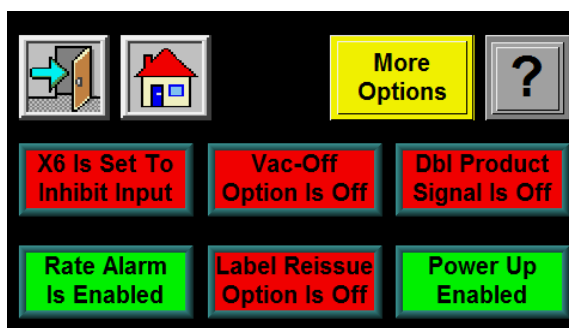 More
Options
?
X6 Is Set To
Inhibit Input
Vac-Off
Option Is Off
Dbl Product
Signal Is Off
Rate Alarm
Is Enabled
Label Reissue
Option Is Off
Power Up
Enabled